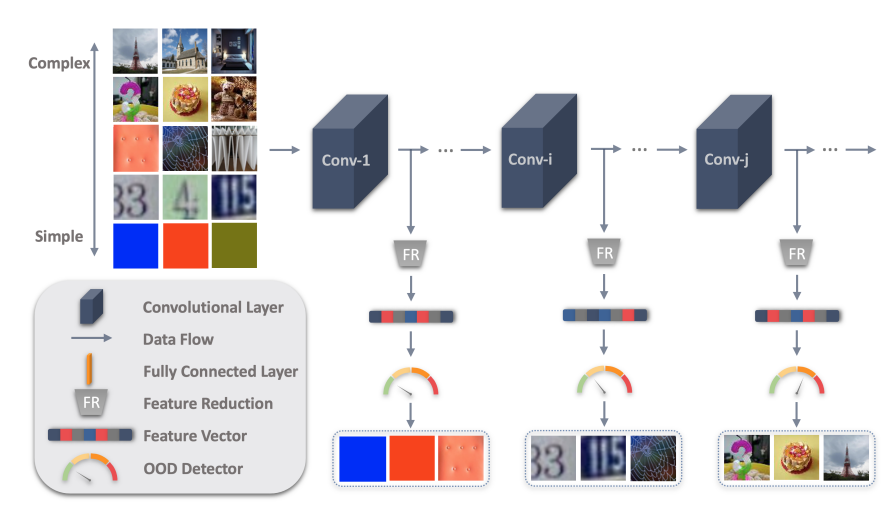 Complex
Simple
33
4
115
Conv-1
...
Conv-i
...
Conv-j
...
FR
FR
FR
33
115
Convolutional Layer
Data Flow
Fully Connected Layer
FR
Feature Reduction
Feature Vector
OOD Detector